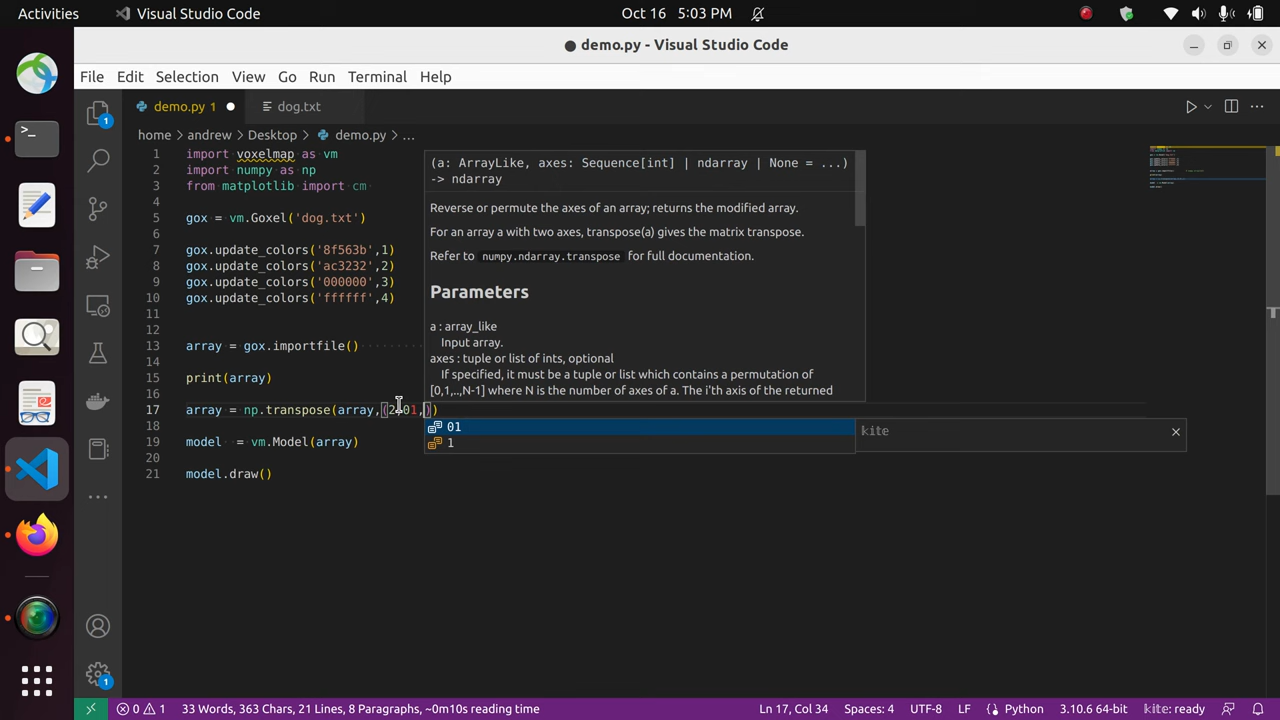 Activities
Visual Studio Code
Oct 16 5:03 PM
demo.py - Visual Studio Code
File Edit Selection View Go Run Terminal Help
demo.py 1
dog.txt
home andrew Desktop demo.py ...
1 import voxelmap as vm
2 import numpy as np
3 from matplotlib import cm
4
5 gox = vm.Goxel('dog.txt')
6
7 gox.update_colors('8f563b',1)
8 gox.update_colors('ac3232',2)
9 gox.update_colors('000000',3)
10 gox.update_colors('ffffff',4)
11
12
13 array = gox.importfile()
14
15 print(array)
16
17 array = np.transpose(array,(2,01,))
18
19 model = vm.Model(array)
20
21 model.draw()
(a: ArrayLike, axes: Sequence[int] | ndarray | None = ...)
-> ndarray
Reverse or permute the axes of an array; returns the modified array.
For an array a with two axes, transpose(a) gives the matrix transpose.
Refer to numpy.ndarray.transpose for full documentation.
Parameters
a : array_like
Input array.
axes : tuple or list of ints, optional
If specified, it must be a tuple or list which contains a permutation of
[0,1,..,N-1] where N is the number of axes of a. The i'th axis of the returned
01
1
kite
1
1
0 1 33 Words, 363 Chars, 21 Lines, 8 Paragraphs, ~0m10s reading time
Ln 17, Col 34 Spaces: 4 UTF-8 LF Python 3.10.6 64-bit kite: ready